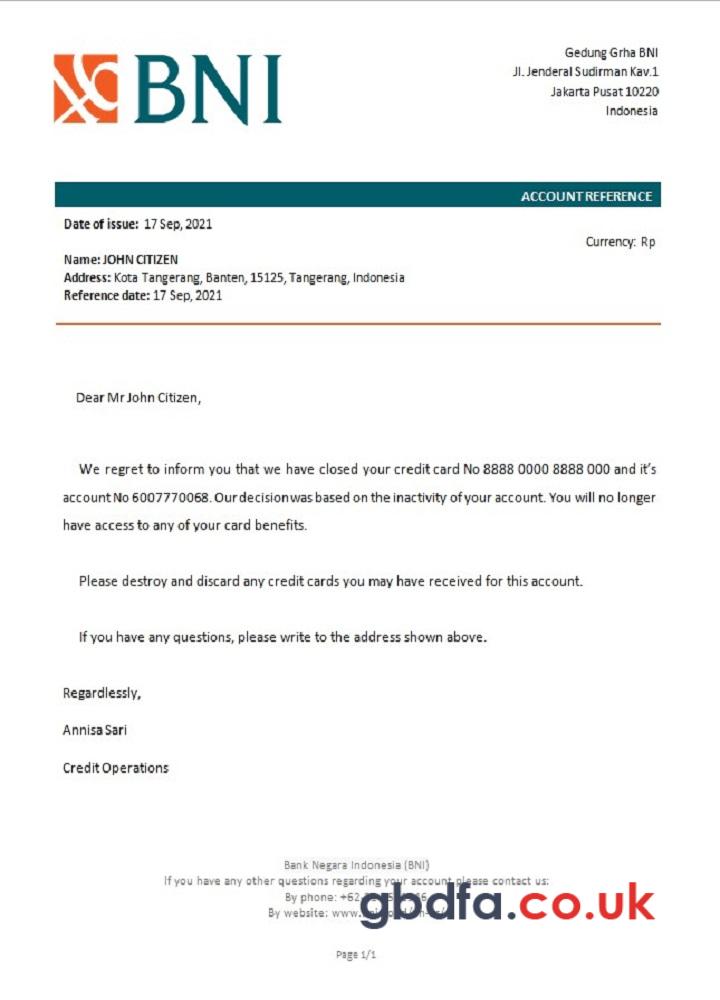 BNI
Gedung Grha BNI
Jl. Jenderal Sudirman Kav.1
Jakarta Pusat 10220
Indonesia
ACCOUNT REFERENCE
Date of issue: 17 Sep, 2021
Currency: Rp
Name: JOHN CITIZEN
Address: Kota Tangerang, Banten, 15125, Tangerang, Indonesia
Reference date: 17 Sep, 2021
Dear Mr John Citizen,
We regret to inform you that we have closed your credit card No 8888 0000 8888 000 and it's
account No 6007770068. Our decision was based on the inactivity of your account. You will no longer
have access to any of your card benefits.
Please destroy and discard any credit cards you may have received for this account.
If you have any questions, please write to the address shown above.
Regardlessly,
Annisa Sari
Credit Operations
Bank Negara Indonesia (BNI)
If you have any other questions regarding your account please contact us:
By phone: +62
By website: www.
gbdfa.co.uk
Page 1/1